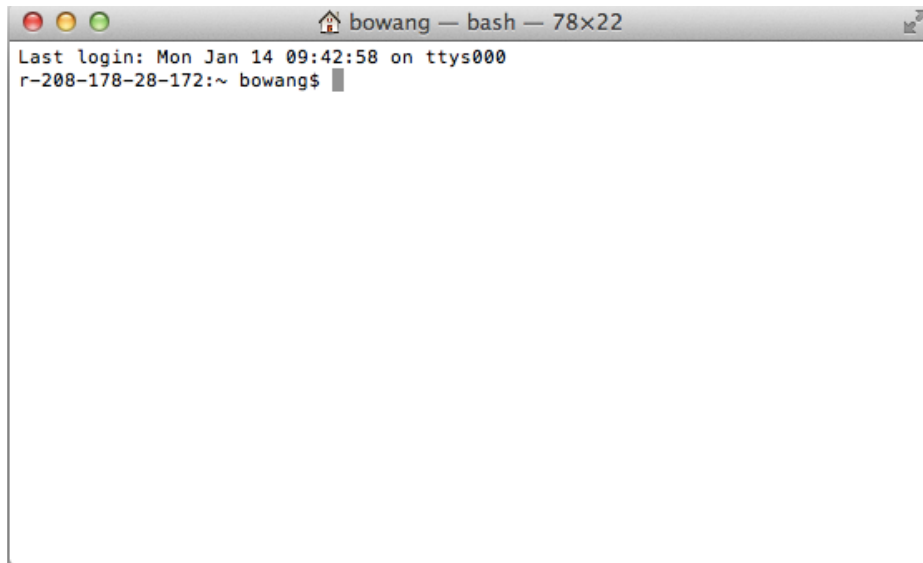 bowang — bash — 78×22
Last login: Mon Jan 14 09:42:58 on ttys000
r-208-178-28-172:~ bowang$